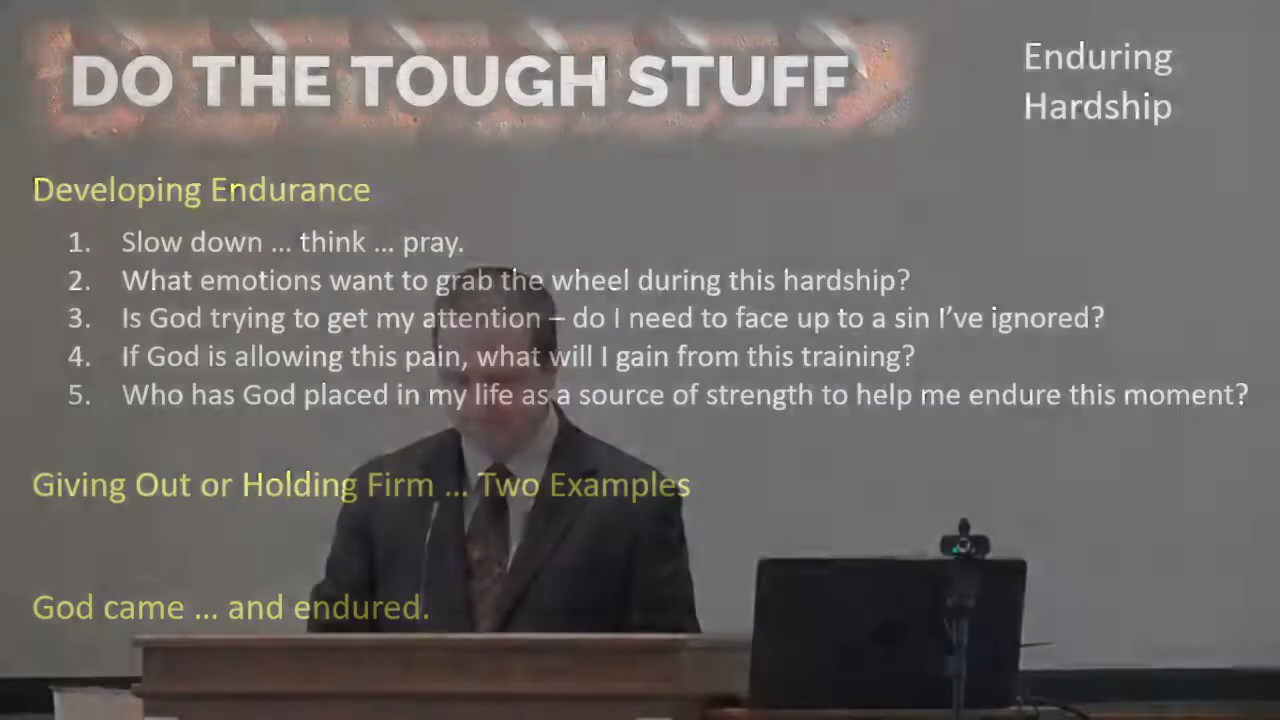 DO THE TOUGH STUFF
Enduring
Hardship
Developing Endurance
1. Slow down ... think ... pray.
2. What emotions want to grab the wheel during this hardship?
3. Is God trying to get my attention – do I need to face up to a sin I've ignored?
4. If God is allowing this pain, what will I gain from this training?
5. Who has God placed in my life as a source of strength to help me endure this moment?
Giving Out or Holding Firm ... Two Examples
God came ... and endured.